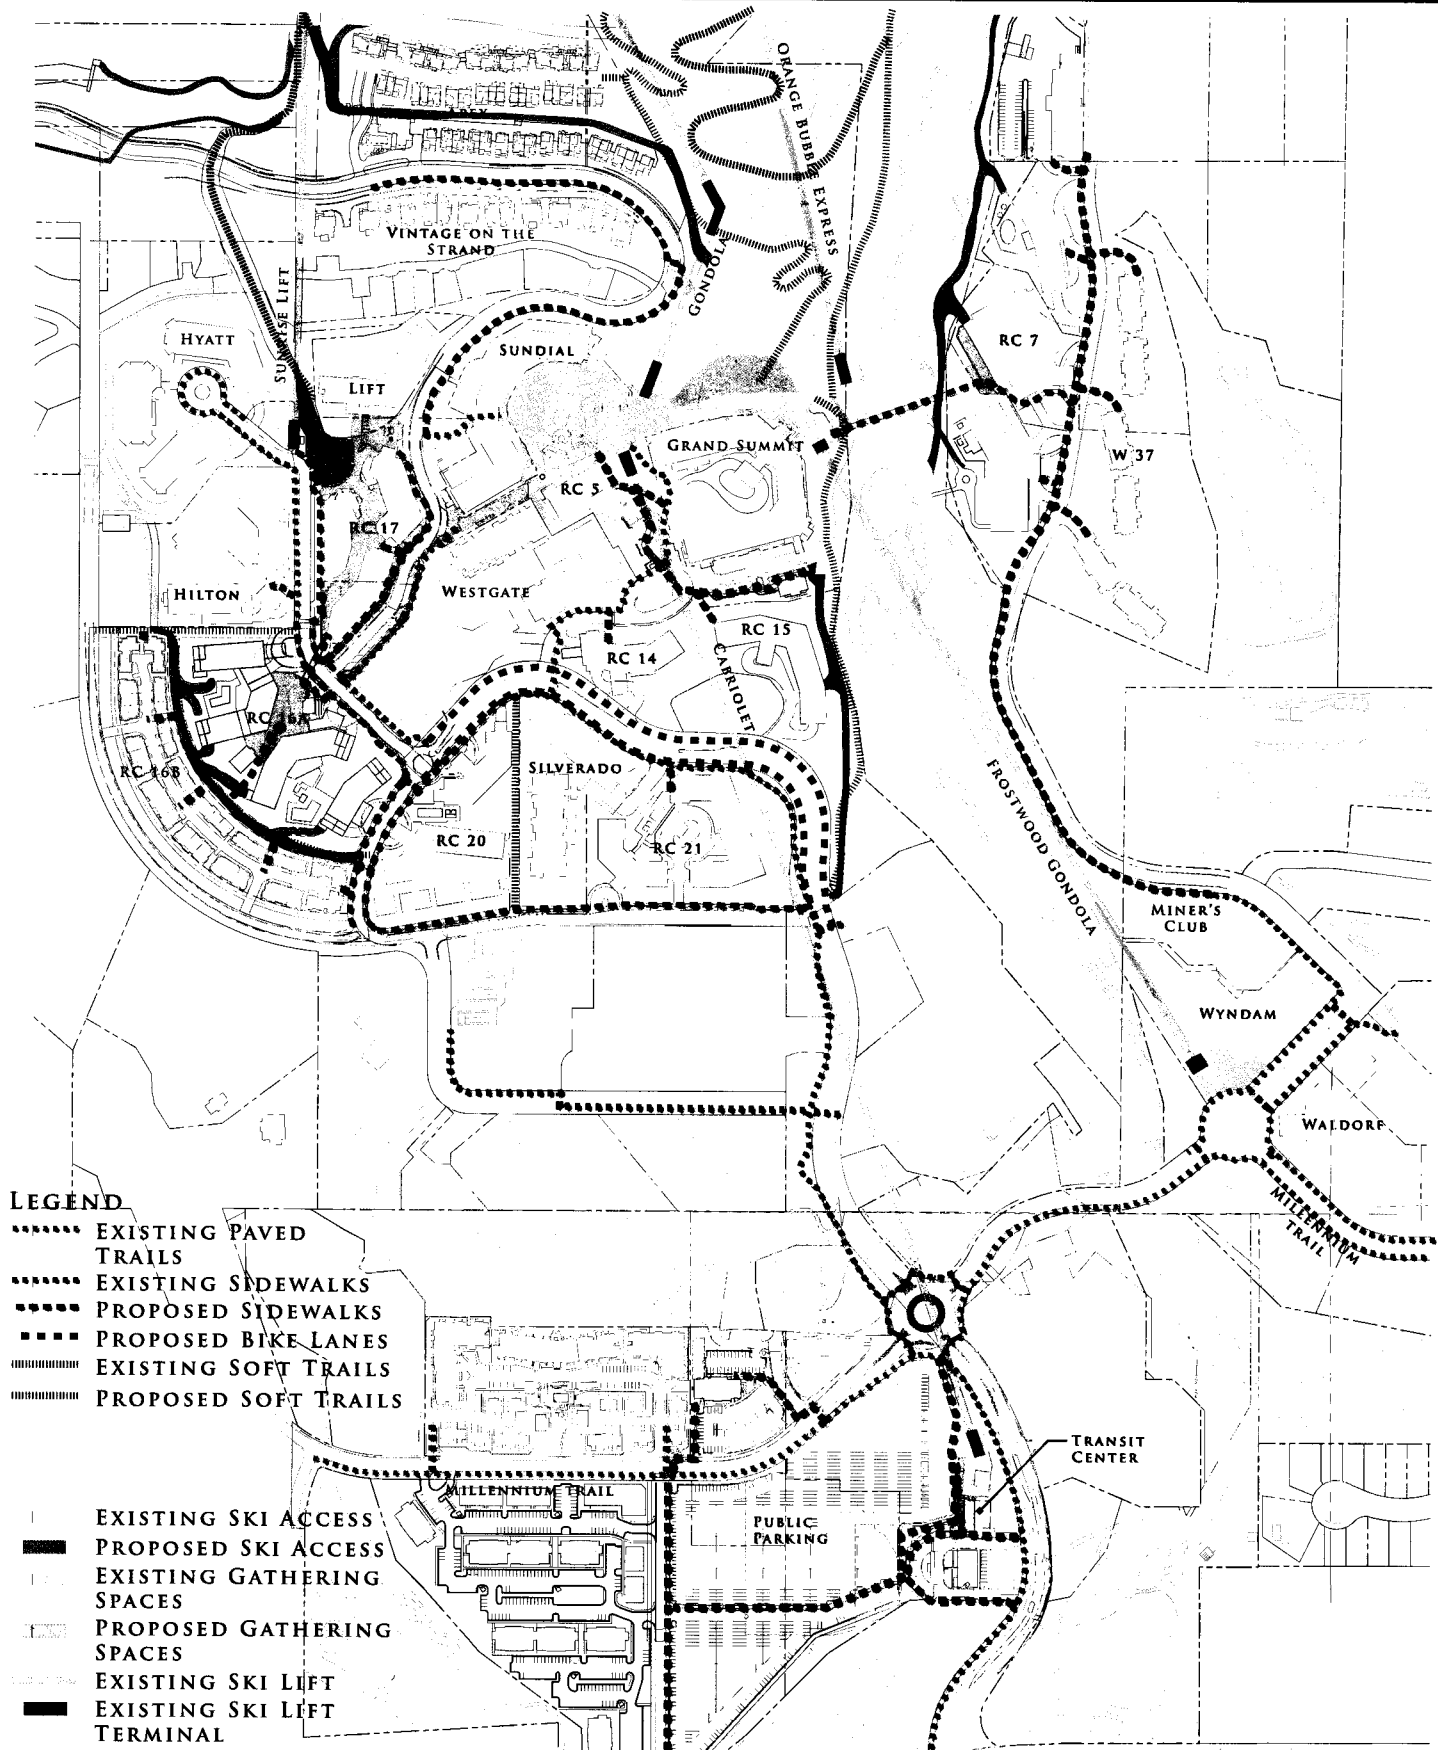 APEX
ORANGE BUBBLE EXPRESS
VINTAGE ON THE
STRAND
GONDOLA
SUNRISE LIFT
HYATT
LIFT
SUNDIAL
RC 7
GRAND SUMMIT
W 37
RC 5
RC 17
HILTON
WESTGATE
RC 15
RC 14
CABRIOLET
RC 16A
RC 16B
SILVERADO
RC 20
RC 21
FROSTWOOD GONDOLA
MINER'S
CLUB
WYNDAM
WALDORF
MILLENNIUM
TRAIL
LEGEND
EXISTING PAVED
TRAILS
EXISTING SIDEWALKS
PROPOSED SIDEWALKS
PROPOSED BIKE LANES
EXISTING SOFT TRAILS
PROPOSED SOFT TRAILS
TRANSIT
CENTER
MILLENNIUM TRAIL
PUBLIC
PARKING
EXISTING SKI ACCESS
PROPOSED SKI ACCESS
EXISTING GATHERING
SPACES
PROPOSED GATHERING
SPACES
EXISTING SKI LIFT
EXISTING SKI LIFT
TERMINAL